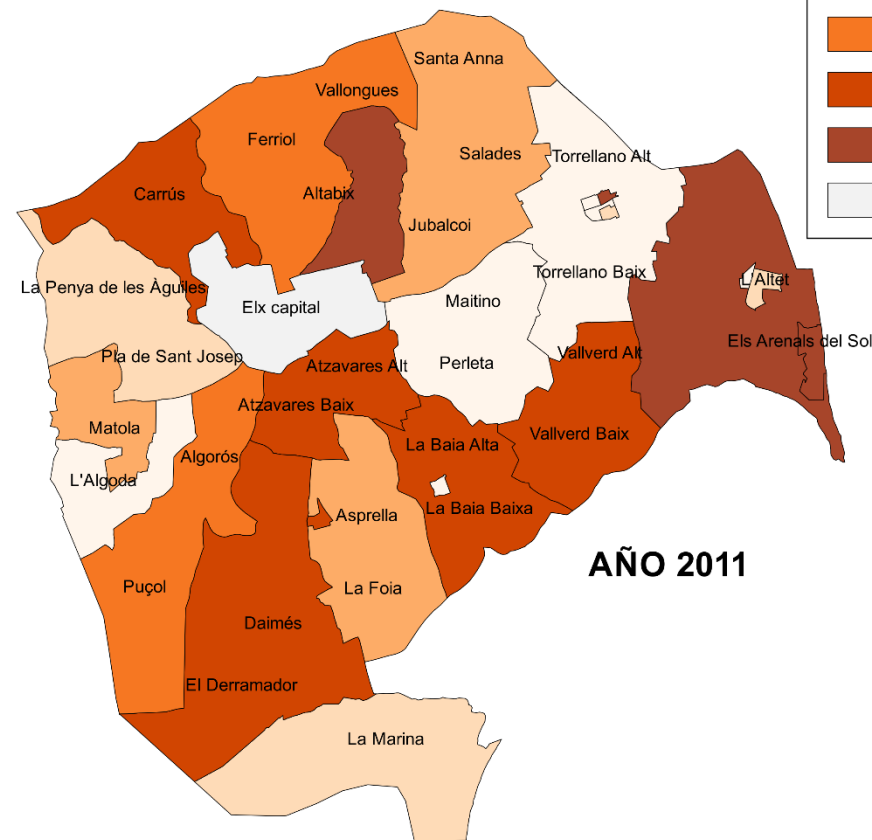 Santa Anna
Vallongues
Ferriol
Salades
Torrellano Alt
Carrús
Altabix
Jubalcoi
La Penya de les Àguiles
Torrellano Baix
L'Altet
Elx capital
Maitino
Els Arenals del Sol
Pla de Sant Josep
Atzavares Alt
Perleta
Vallverd Alt
Atzavares Baix
Matola
Algorós
La Baia Alta
Vallverd Baix
L'Algoda
Asprella
La Baia Baixa
AÑO 2011
Puçol
La Foia
Daimés
El Derramador
La Marina